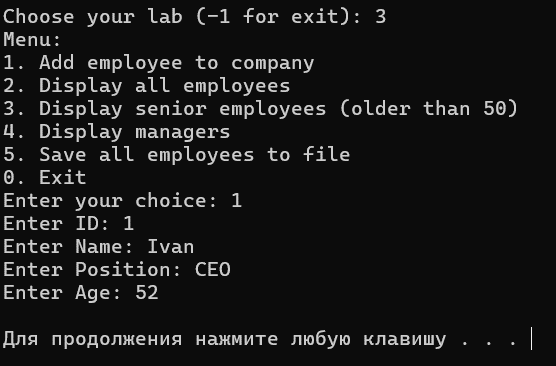 Choose your lab (-1 for exit): 3
Menu:
1. Add employee to company
2. Display all employees
3. Display senior employees (older than 50)
4. Display managers
5. Save all employees to file
0. Exit
Enter your choice: 1
Enter ID: 1
Enter Name: Ivan
Enter Position: CEO
Enter Age: 52
Для продолжения нажмите любую клавишу . . .